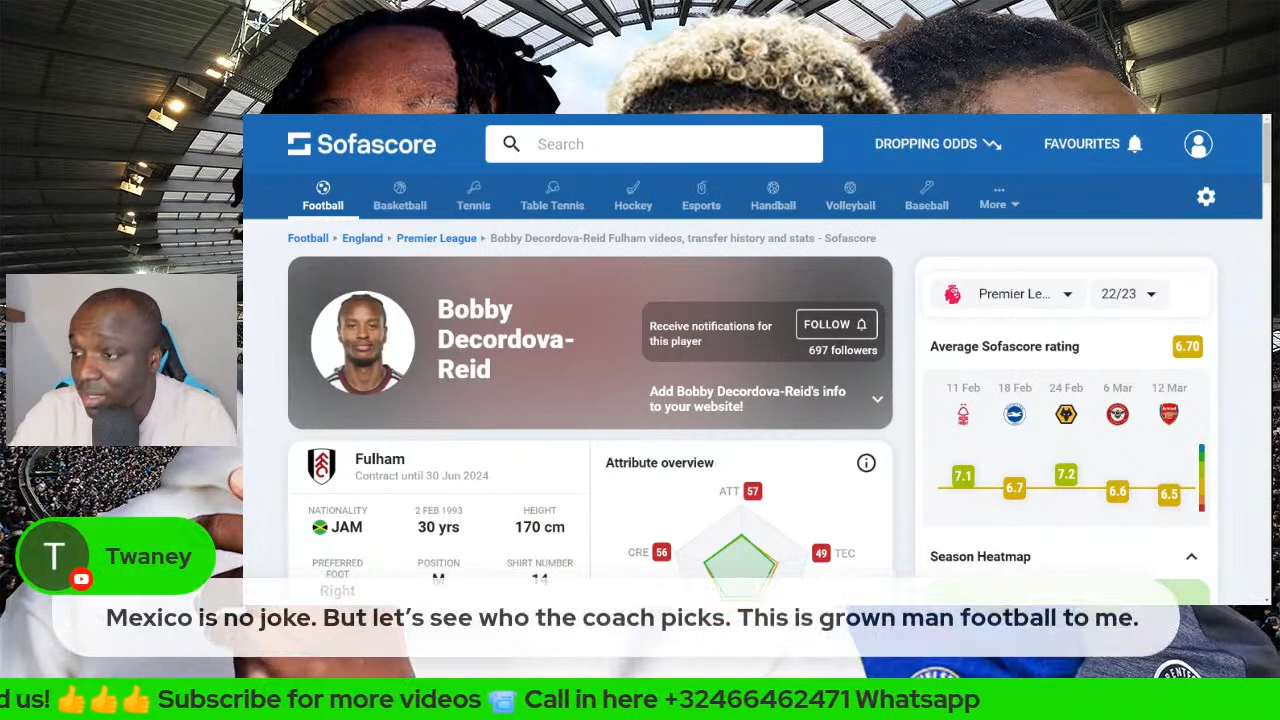 Sofascore
Search
DROPPING ODDS
FAVOURITES
Football
Basketball
Tennis
Table Tennis
Hockey
Esports
Handball
Volleyball
Baseball
More
Football England Premier League Bobby Decordova-Reid Fulham videos, transfer history and stats - Sofascore
Bobby
Decordova-
Reid
Receive notifications for
this player
FOLLOW
697 followers
Add Bobby Decordova-Reid's info
to your website!
Premier Le...
22/23
Average Sofascore rating
6.70
11 Feb
18 Feb
24 Feb
6 Mar
12 Mar
7.1
6.7
7.2
6.6
6.5
Fulham
Contract until 30 Jun 2024
NATIONALITY
JAM
2 FEB 1993
30 yrs
HEIGHT
170 cm
PREFERRED
FOOT
Right
POSITION
M
SHIRT NUMBER
14
Attribute overview
ATT 57
CRE 56
49 TEC
Season Heatmap
T
Twaney
Mexico is no joke. But let's see who the coach picks. This is grown man football to me.
d us! 👍👍👍 Subscribe for more videos Call in here +32466462471 Whatsapp